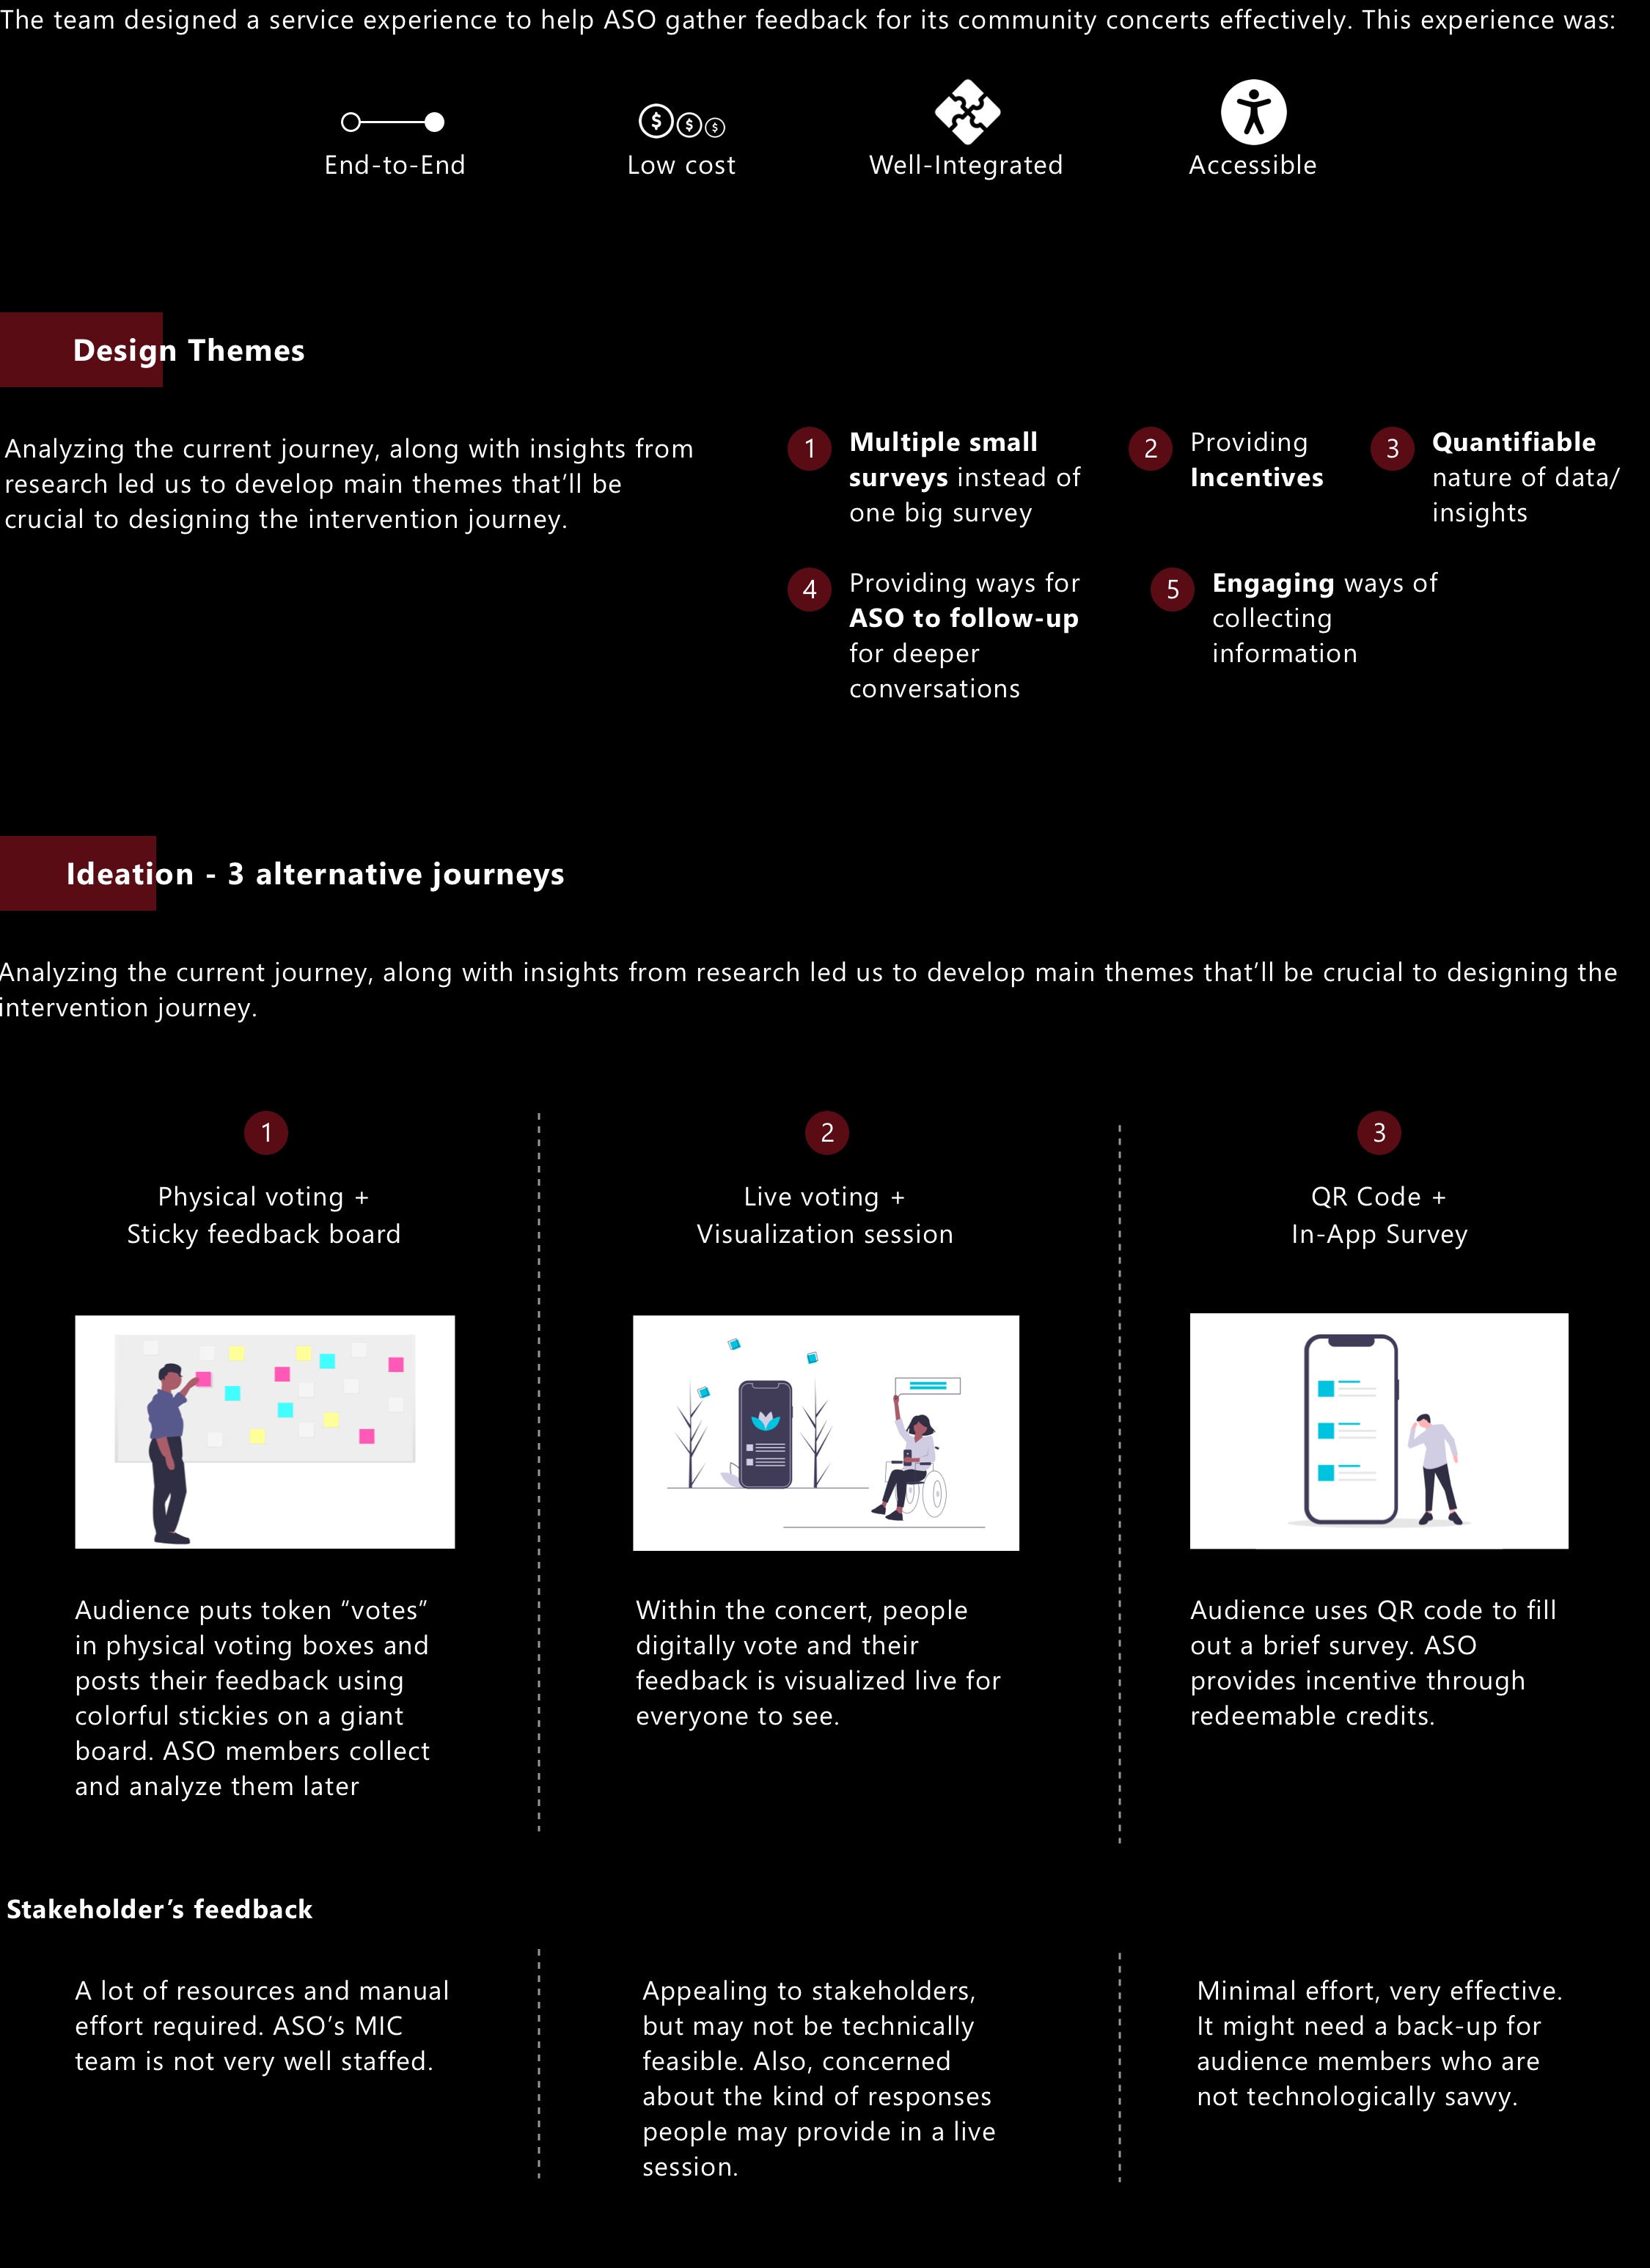 The team designed a service experience to help ASO gather feedback for its community concerts effectively. This experience was:
$ $ $
End-to-End
Low cost
Well-Integrated
Accessible
Design Themes
Analyzing the current journey, along with insights from
research led us to develop main themes that’ll be
crucial to designing the intervention journey.
1
Multiple small
surveys instead of
one big survey
2
Providing
Incentives
3
Quantifiable
nature of data/
insights
4
Providing ways for
ASO to follow-up
for deeper
conversations
5
Engaging ways of
collecting
information
Ideation - 3 alternative journeys
Analyzing the current journey, along with insights from research led us to develop main themes that’ll be crucial to designing the
intervention journey.
1
Physical voting +
Sticky feedback board
Audience puts token “votes”
in physical voting boxes and
posts their feedback using
colorful stickies on a giant
board. ASO members collect
and analyze them later
2
Live voting +
Visualization session
Within the concert, people
digitally vote and their
feedback is visualized live for
everyone to see.
3
QR Code +
In-App Survey
Audience uses QR code to fill
out a brief survey. ASO
provides incentive through
redeemable credits.
Stakeholder’s feedback
A lot of resources and manual
effort required. ASO’s MIC
team is not very well staffed.
Appealing to stakeholders,
but may not be technically
feasible. Also, concerned
about the kind of responses
people may provide in a live
session.
Minimal effort, very effective.
It might need a back-up for
audience members who are
not technologically savvy.